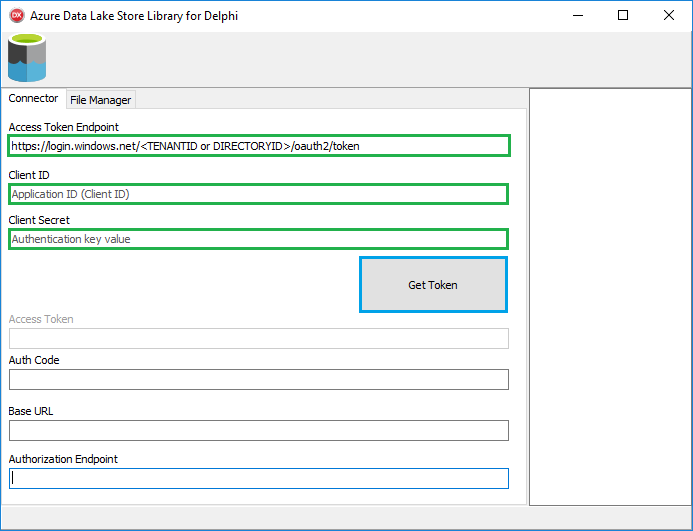 DX Azure Data Lake Store Library for Delphi
Connector File Manager
Access Token Endpoint
https://login.windows.net/<TENANTID or DIRECTORYID>/oauth2/token
Client ID
Application ID (Client ID)
Client Secret
Authentication key value
Get Token
Access Token
Auth Code
Base URL
Authorization Endpoint